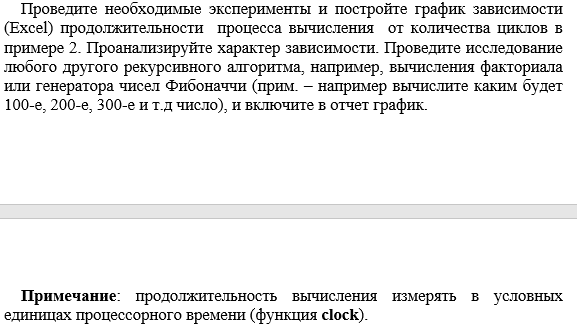 Проведите необходимые эксперименты и постройте график зависимости
(Excel) продолжительности процесса вычисления от количества циклов в
примере 2. Проанализируйте характер зависимости. Проведите исследование
любого другого рекурсивного алгоритма, например, вычисления факториала
или генератора чисел Фибоначчи (прим. – например вычислите каким будет
100-е, 200-е, 300-е и т.д число), и включите в отчет график.
Примечание: продолжительность вычисления измерять в условных
единицах процессорного времени (функция clock).